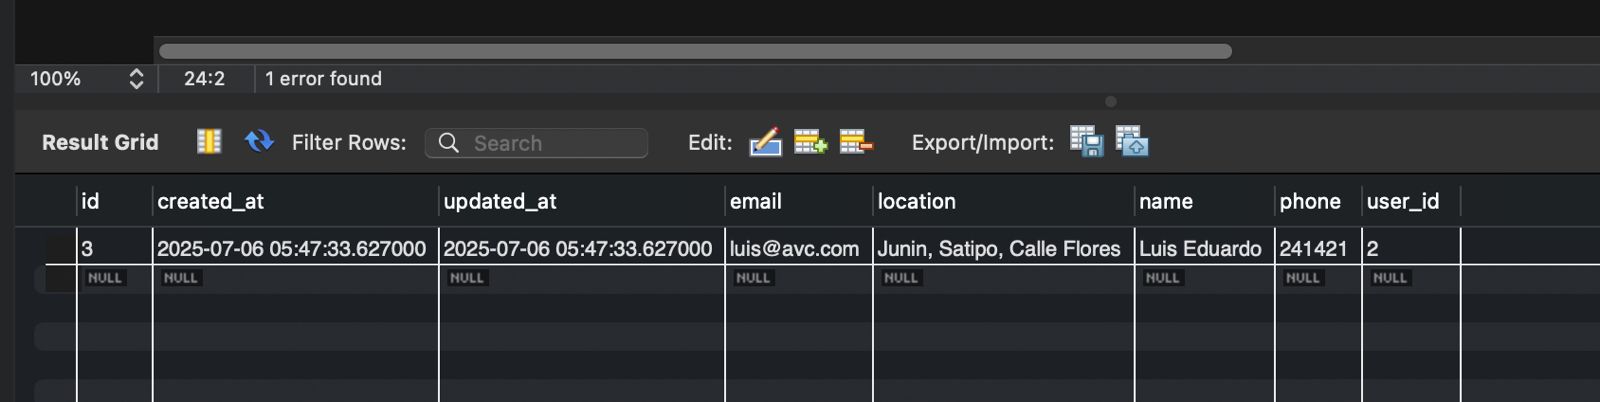 100% 24:2 1 error found
Result Grid Filter Rows: Search Edit: Export/Import:
id created_at updated_at email location name phone user_id
3 2025-07-06 05:47:33.627000 2025-07-06 05:47:33.627000 luis@avc.com Junin, Satipo, Calle Flores Luis Eduardo 241421 2
NULL NULL NULL NULL NULL NULL NULL NULL